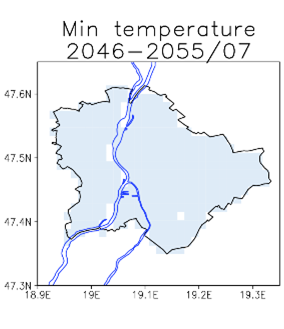 Min temperature
2046-2055/07
47.6N
47.5N
47.4N
47.3N
18.9E 19E 19.1E 19.2E 19.3E